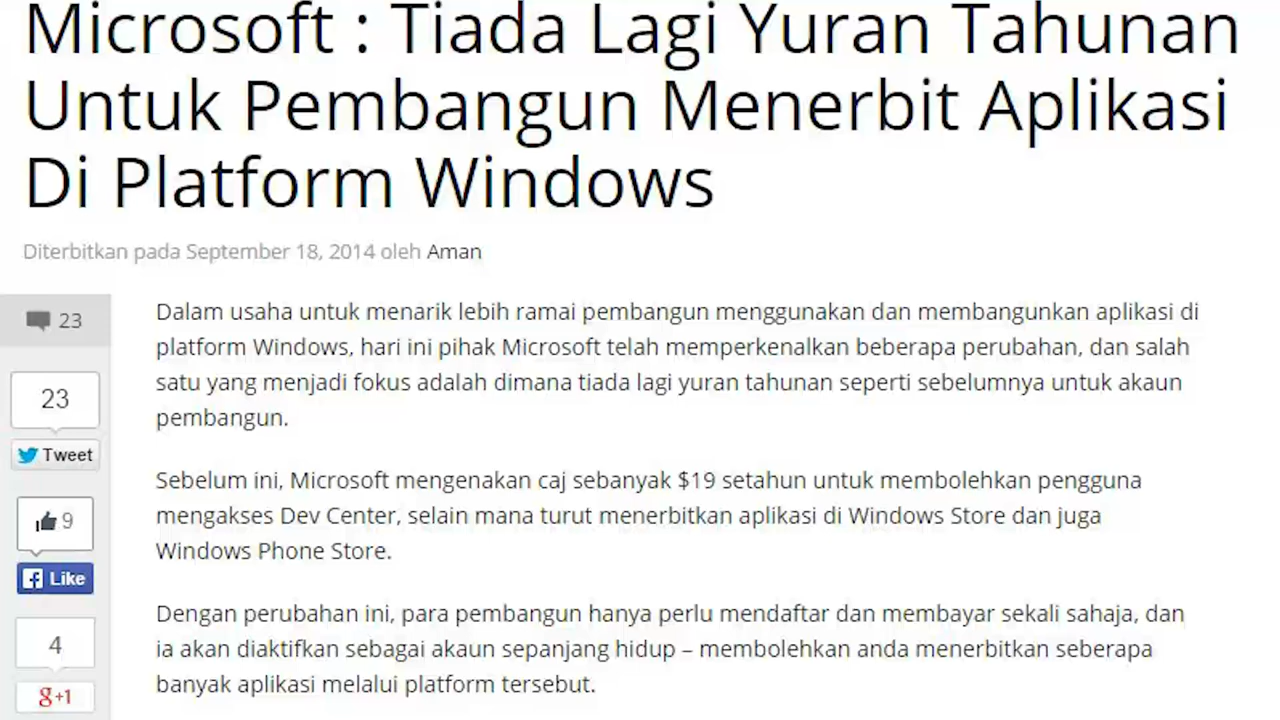 Microsoft : Tiada Lagi Yuran Tahunan
Untuk Pembangun Menerbit Aplikasi
Di Platform Windows
Diterbitkan pada September 18, 2014 oleh Aman
23
Dalam usaha untuk menarik lebih ramai pembangun menggunakan dan membangunkan aplikasi di
platform Windows, hari ini pihak Microsoft telah memperkenalkan beberapa perubahan, dan salah
satu yang menjadi fokus adalah dimana tiada lagi yuran tahunan seperti sebelumnya untuk akaun
pembangun.
23
Tweet
Sebelum ini, Microsoft mengenakan caj sebanyak $19 setahun untuk membolehkan pengguna
mengakses Dev Center, selain mana turut menerbitkan aplikasi di Windows Store dan juga
Windows Phone Store.
9
Like
Dengan perubahan ini, para pembangun hanya perlu mendaftar dan membayar sekali sahaja, dan
ia akan diaktifkan sebagai akaun sepanjang hidup – membolehkan anda menerbitkan seberapa
banyak aplikasi melalui platform tersebut.
4
g+1